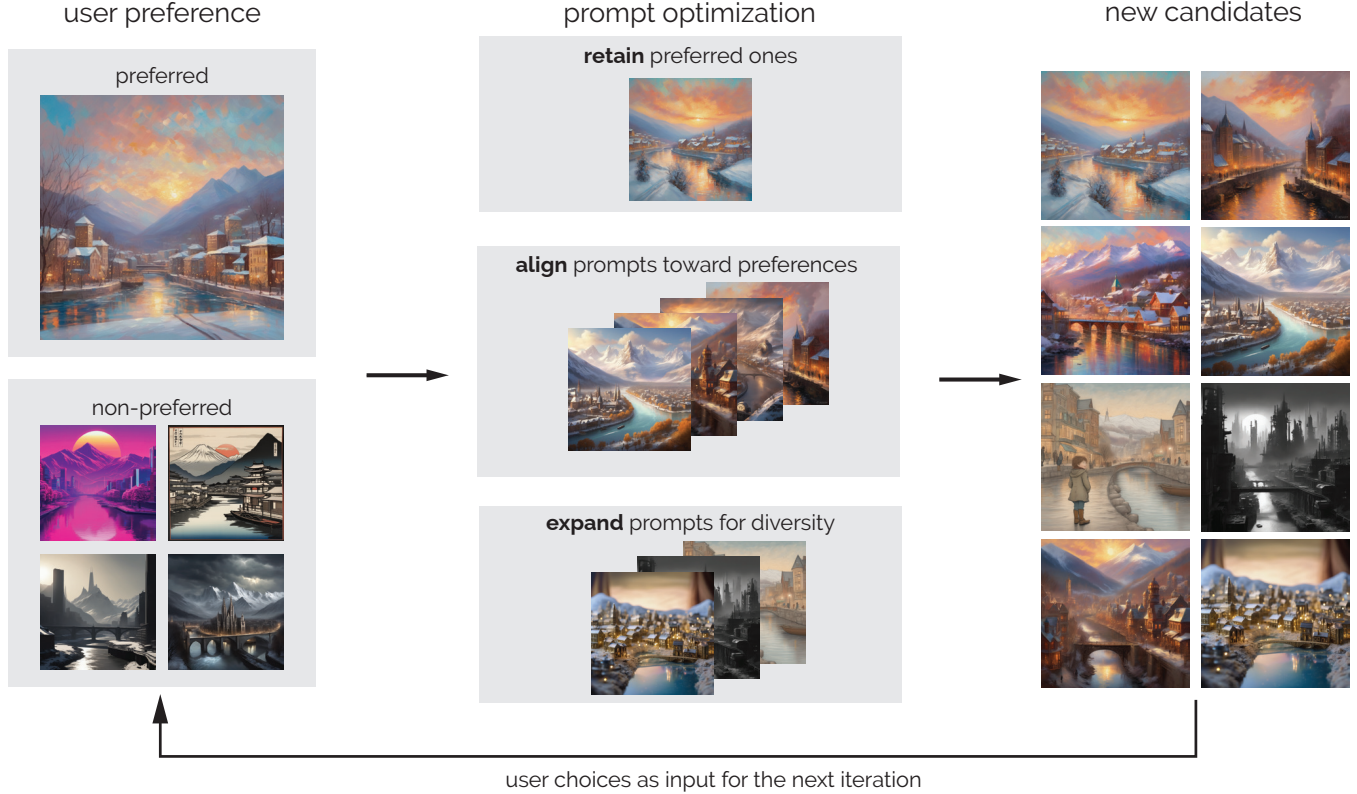 user preference
prompt optimization
new candidates
preferred
retain preferred ones
align prompts toward preferences
non-preferred
expand prompts for diversity
user choices as input for the next iteration